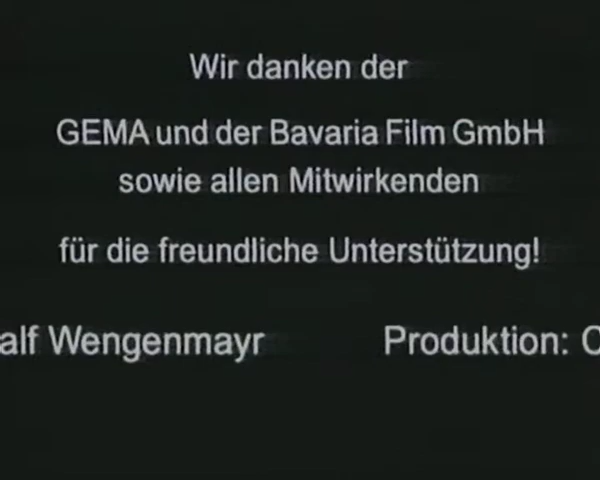 Wir danken der
GEMA und der Bavaria Film GmbH
sowie allen Mitwirkenden
für die freundliche Unterstützung!
alf Wengenmayr Produktion: C